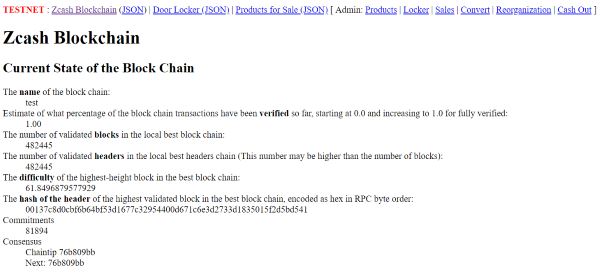 TESTNET : Zcash Blockchain (JSON) | Door Locker (JSON) | Products for Sale (JSON) [ Admin: Products | Locker | Sales | Convert | Reorganization | Cash Out ]
Zcash Blockchain
Current State of the Block Chain
The name of the block chain:
test
Estimate of what percentage of the block chain transactions have been verified so far, starting at 0.0 and increasing to 1.0 for fully verified:
1.00
The number of validated blocks in the local best block chain:
482445
The number of validated headers in the local best headers chain (This number may be higher than the number of blocks):
482445
The difficulty of the highest-height block in the best block chain:
61.8496879577929
The hash of the header of the highest validated block in the best block chain, encoded as hex in RPC byte order:
00137c8d0cbf6b64bf53d1677c32954400d671c6e3d2733d1835015f2d5bd541
Commitments
81894
Consensus
Chaintip 76b809bb
Next: 76b809bb